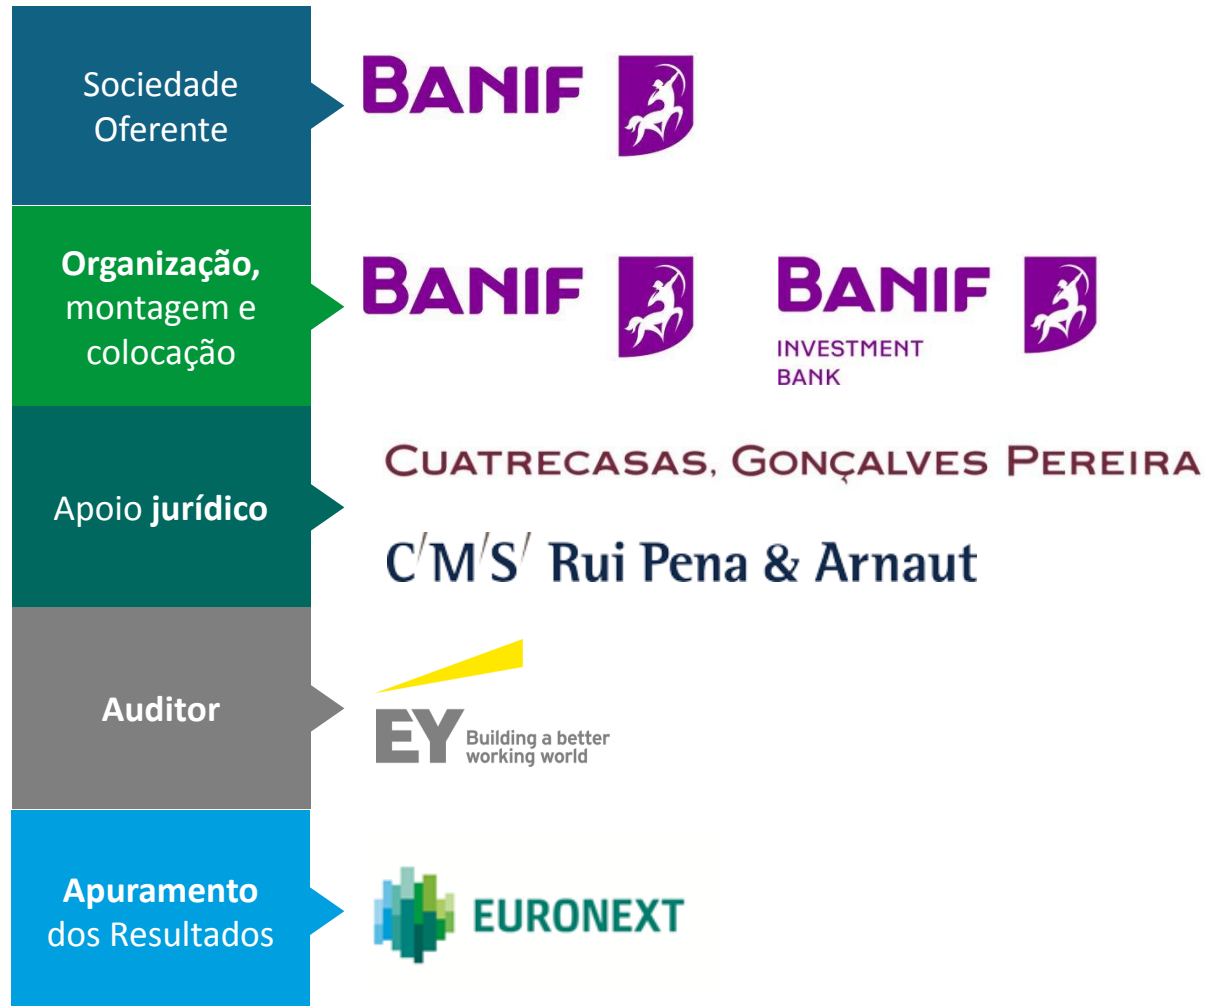 Sociedade
Oferente
BANIF
Organização,
montagem e
colocação
BANIF
BANIF
INVESTMENT
BANK
Apoio jurídico
CUATRECASAS, GONÇALVES PEREIRA
C/M/S/ Rui Pena & Arnaut
Auditor
EY
Building a better
working world
Apuramento
dos Resultados
EURONEXT